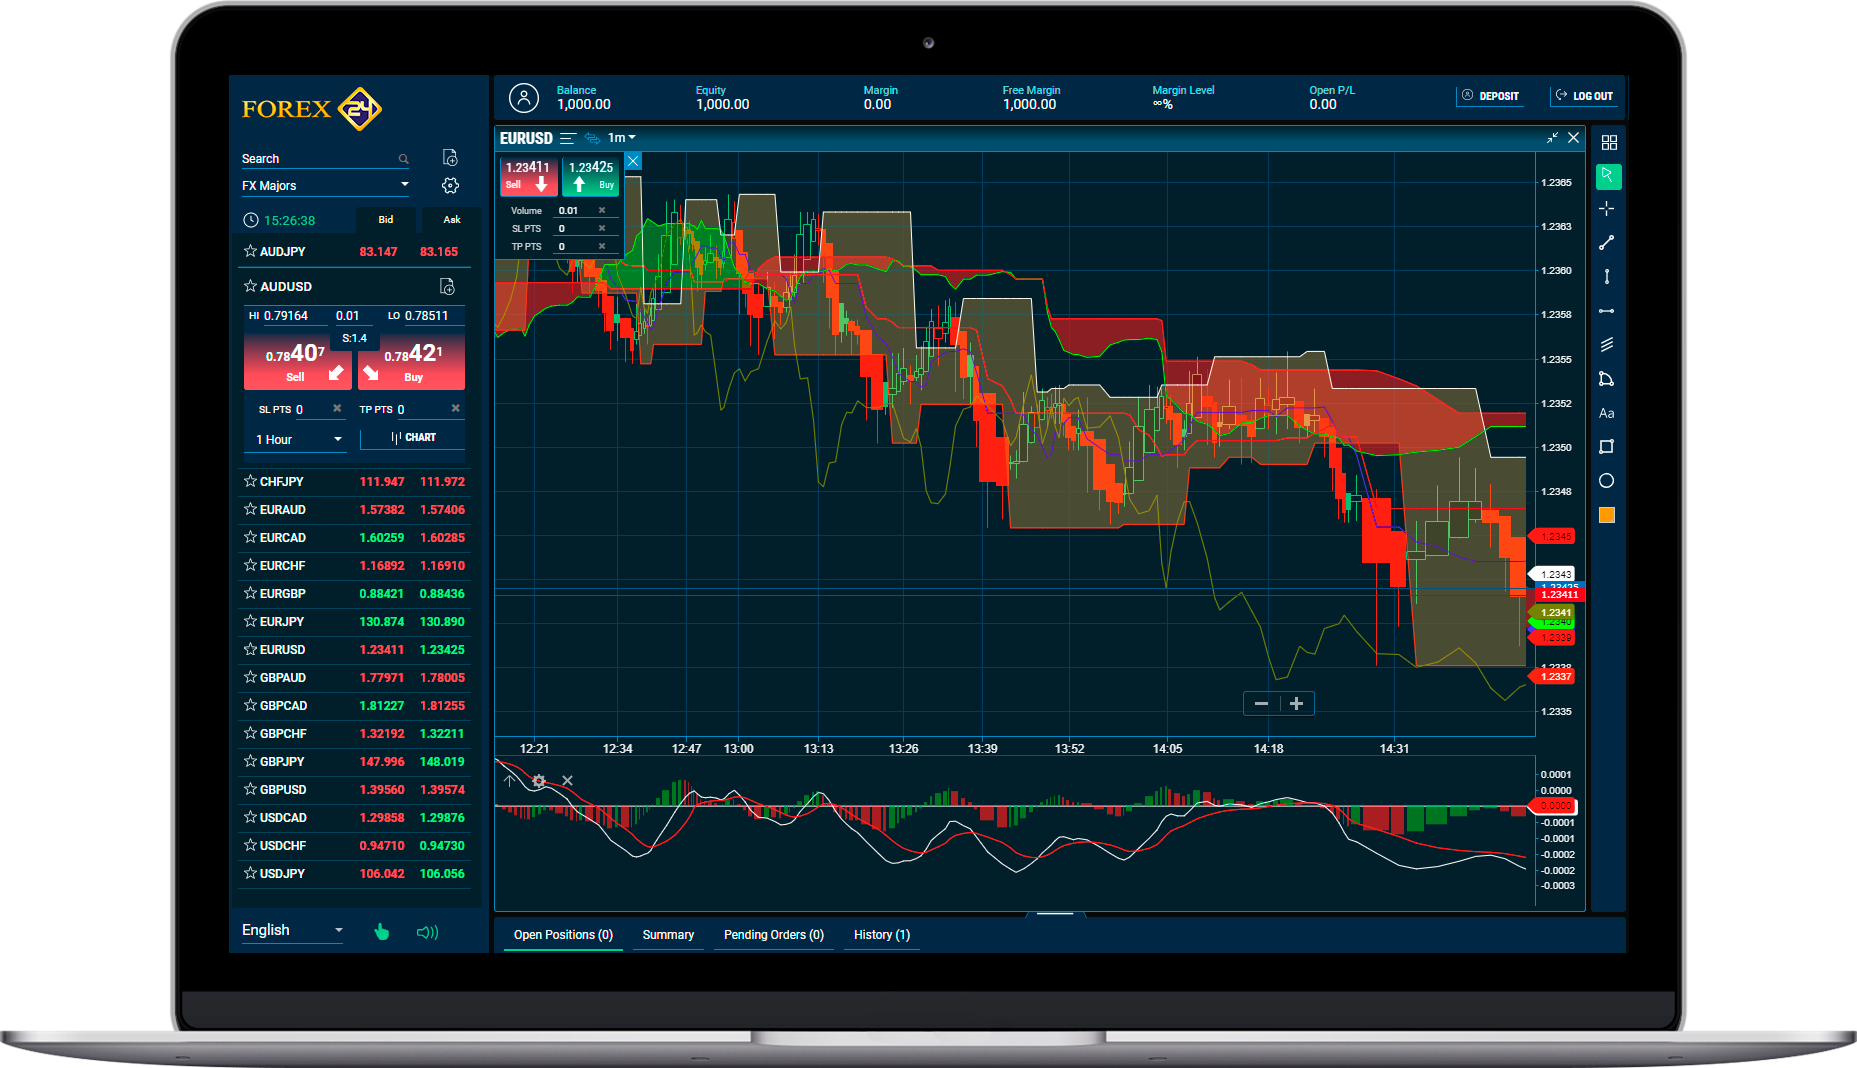 FOREX 24
Search
FX Majors
15:26:38 Bid Ask
AUDJPY 83.147 83.165
AUDUSD
HI 0.79164 0.01 LO 0.78511
S:1.4
0.78407 0.78421
Sell Buy
SL PTS 0 TP PTS 0
1 Hour CHART
CHFJPY 111.947 111.972
EURAUD 1.57382 1.57406
EURCAD 1.60259 1.60285
EURCHF 1.16892 1.16910
EURGBP 0.88421 0.88436
EURJPY 130.874 130.890
EURUSD 1.23411 1.23425
GBPAUD 1.77971 1.78005
GBPCAD 1.81227 1.81255
GBPCHF 1.32192 1.32211
GBPJPY 147.996 148.019
GBPUSD 1.39560 1.39574
USDCAD 1.29858 1.29876
USDCHF 0.94710 0.94730
USDJPY 106.042 106.056
English
Balance Equity Margin Free Margin Margin Level Open P/L
1,000.00 1,000.00 0.00 1,000.00 ∞% 0.00
DEPOSIT LOG OUT
EURUSD 1m
1.23411 1.23425
Sell Buy
Volume 0.01
SL PTS 0
TP PTS 0
1.2365
1.2363
1.2360
1.2358
1.2355
1.2352
1.2350
1.2348
1.2345
1.2343
1.23425
1.23411
1.2341
1.2340
1.2339
1.2338
1.2337
1.2335
Aa
12:21 12:34 12:47 13:00 13:13 13:26 13:39 13:52 14:05 14:18 14:31
0.0001
0.0000
0.0000
-0.0001
-0.0001
-0.0002
-0.0003
Open Positions (0) Summary Pending Orders (0) History (1)